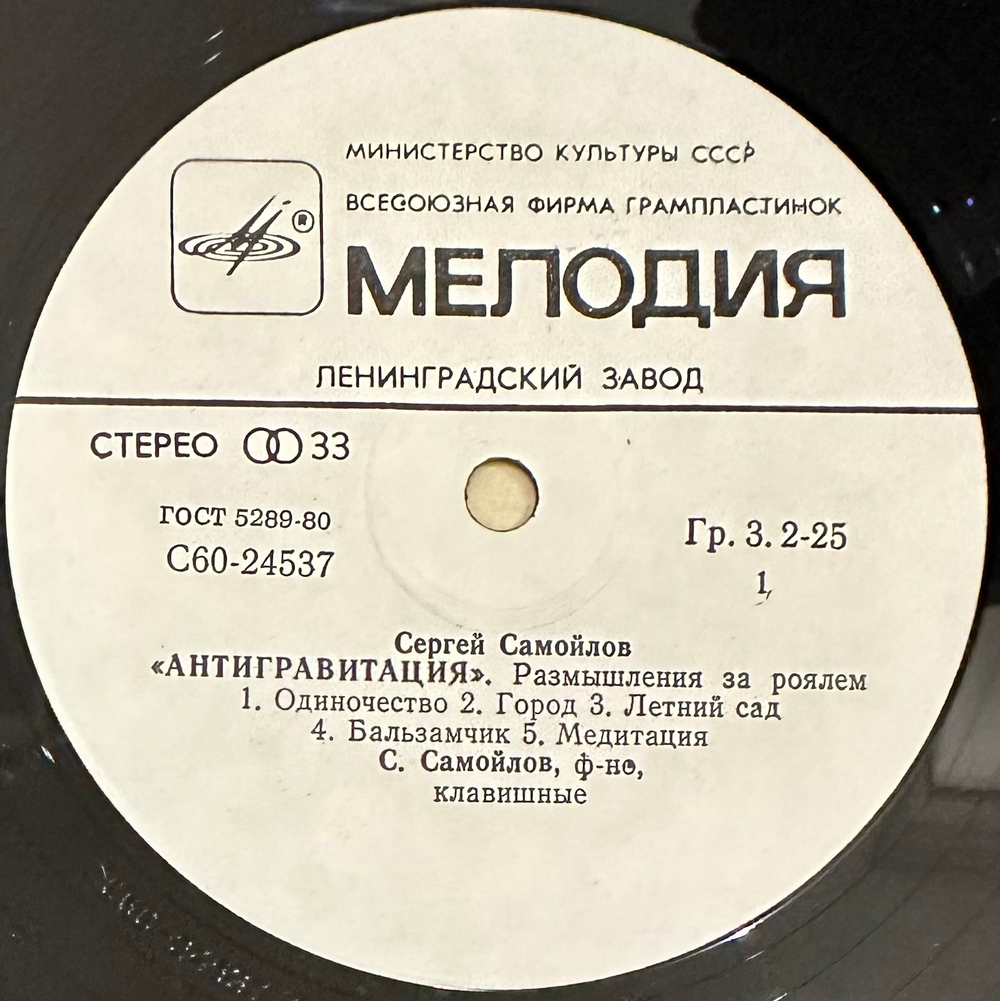 МИНИСТЕРСТВО КУЛЬТУРЫ СССР
ВСЕСОЮЗНАЯ ФИРМА ГРАМПЛАСТИНОК
®
МЕЛОДИЯ
ЛЕНИНГРАДСКИЙ ЗАВОД
СТЕРЕО 33
ГОСТ 5289-80
С60-24537
Гр. 3. 2-25
1,
Сергей Самойлов
«АНТИГРАВИТАЦИЯ». Размышления за роялем
1. Одиночество 2. Город 3. Летний сад
4. Бальзамчик 5. Медитация
С. Самойлов, ф-но,
клавишные